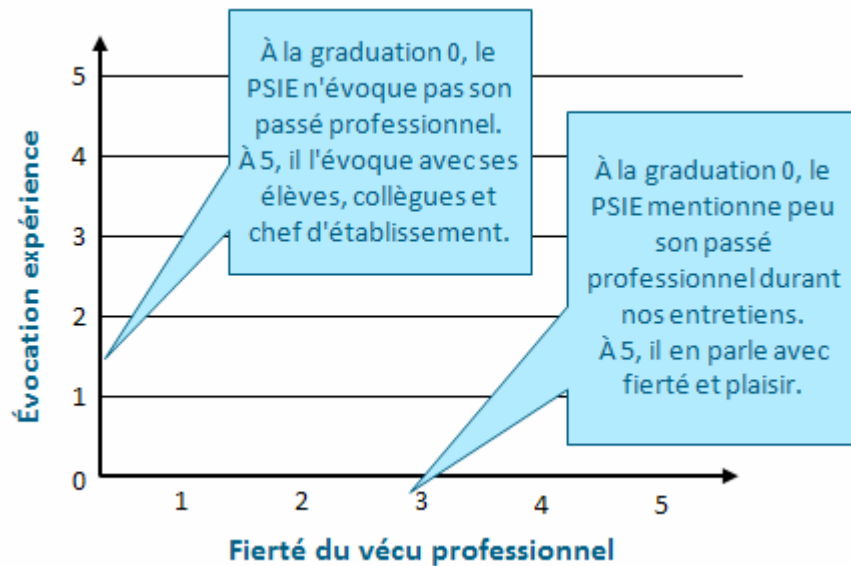 À la graduation 0, le
PSIE n'évoque pas son
passé professionnel.
À 5, il l'évoque avec ses
élèves, collègues et
chef d'établissement.
À la graduation 0, le
PSIE mentionne peu
son passé
professionnel durant
nos entretiens.
À 5, il en parle avec
fierté et plaisir.
Évocation expérience
5
4
3
2
1
0
1 2 3 4 5
Fierté du vécu professionnel